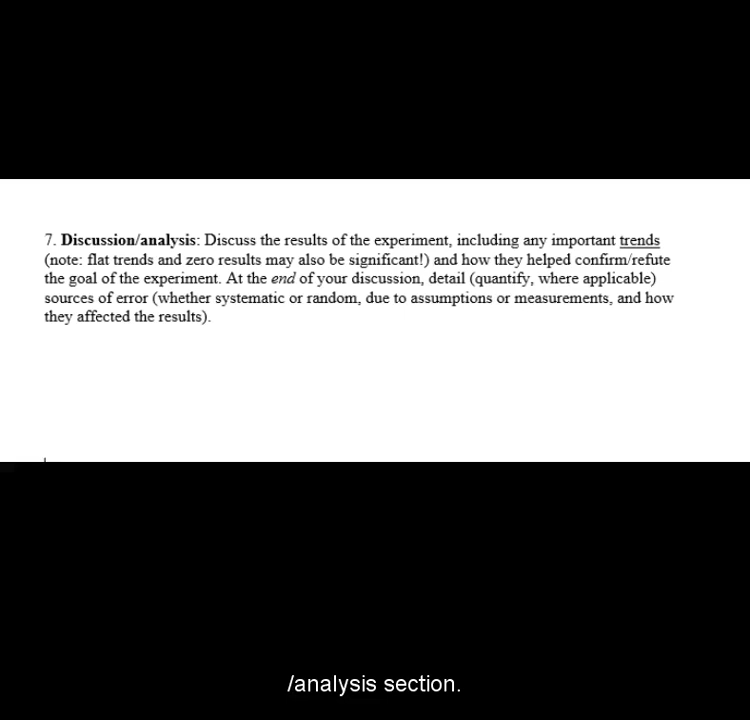 7. Discussion/analysis: Discuss the results of the experiment, including any important trends
(note: flat trends and zero results may also be significant!) and how they helped confirm/refute
the goal of the experiment. At the end of your discussion, detail (quantify, where applicable)
sources of error (whether systematic or random, due to assumptions or measurements, and how
they affected the results).
/analysis section.